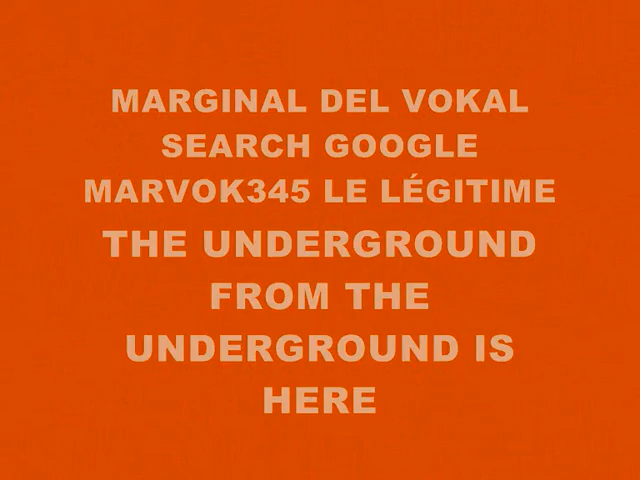 MARGINAL DEL VOKAL
SEARCH GOOGLE
MARVOK345 LE LÉGITIME
THE UNDERGROUND
FROM THE
UNDERGROUND IS
HERE